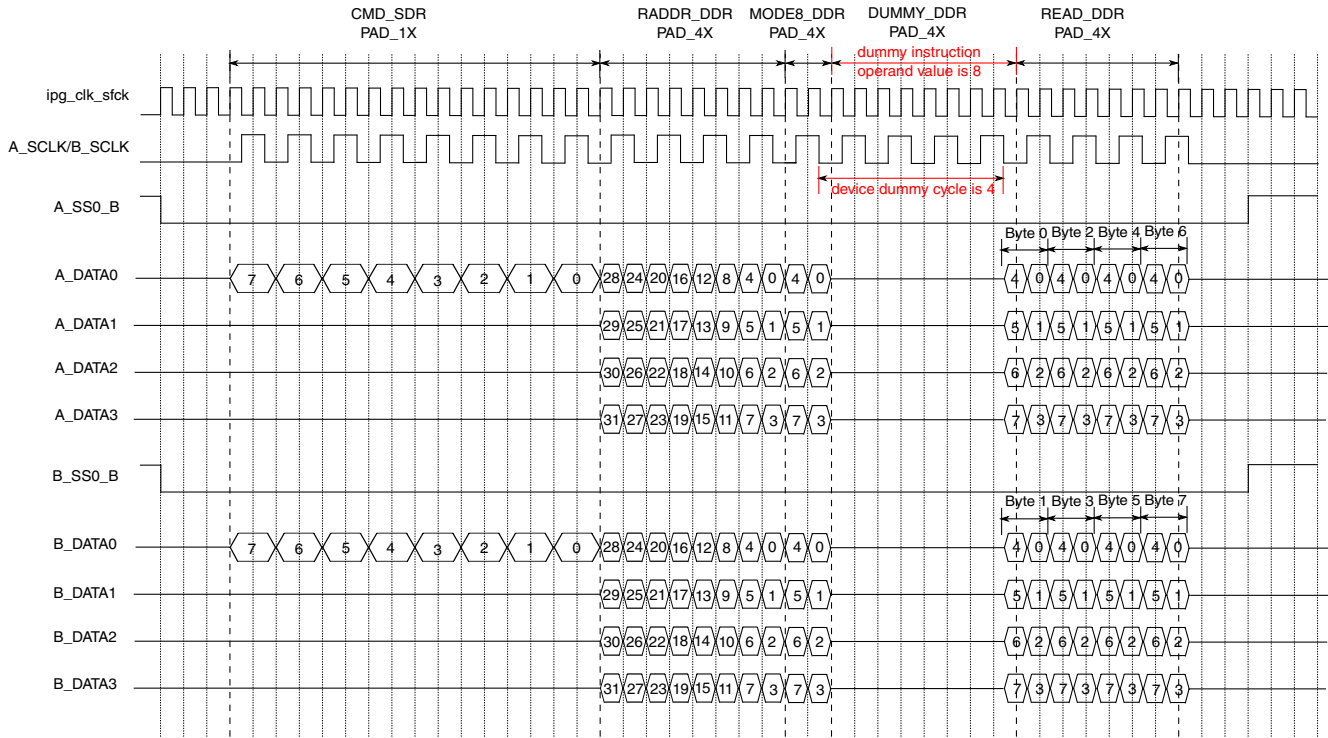 CMD_SDR RADDR_DDR MODE8_DDR DUMMY_DDR READ_DDR
PAD_1X PAD_4X PAD_4X PAD_4X PAD_4X
dummy instruction
operand value is 8
ipg_clk_sfck
A_SCLK/B_SCLK
device dummy cycle is 4
A_SS0_B
Byte 0 Byte 2 Byte 4 Byte 6
A_DATA0 7 6 5 4 3 2 1 0 28 24 20 16 12 8 4 0 4 0 4 0 4 0 4 0 4 0
A_DATA1 29 25 21 17 13 9 5 1 5 1 5 1 5 1 5 1 5 1
A_DATA2 30 26 22 18 14 10 6 2 6 2 6 2 6 2 6 2 6 2
A_DATA3 31 27 23 19 15 11 7 3 7 3 7 3 7 3 7 3 7 3
B_SS0_B
Byte 1 Byte 3 Byte 5 Byte 7
B_DATA0 7 6 5 4 3 2 1 0 28 24 20 16 12 8 4 0 4 0 4 0 4 0 4 0 4 0
B_DATA1 29 25 21 17 13 9 5 1 5 1 5 1 5 1 5 1 5 1
B_DATA2 30 26 22 18 14 10 6 2 6 2 6 2 6 2 6 2 6 2
B_DATA3 31 27 23 19 15 11 7 3 7 3 7 3 7 3 7 3 7 3